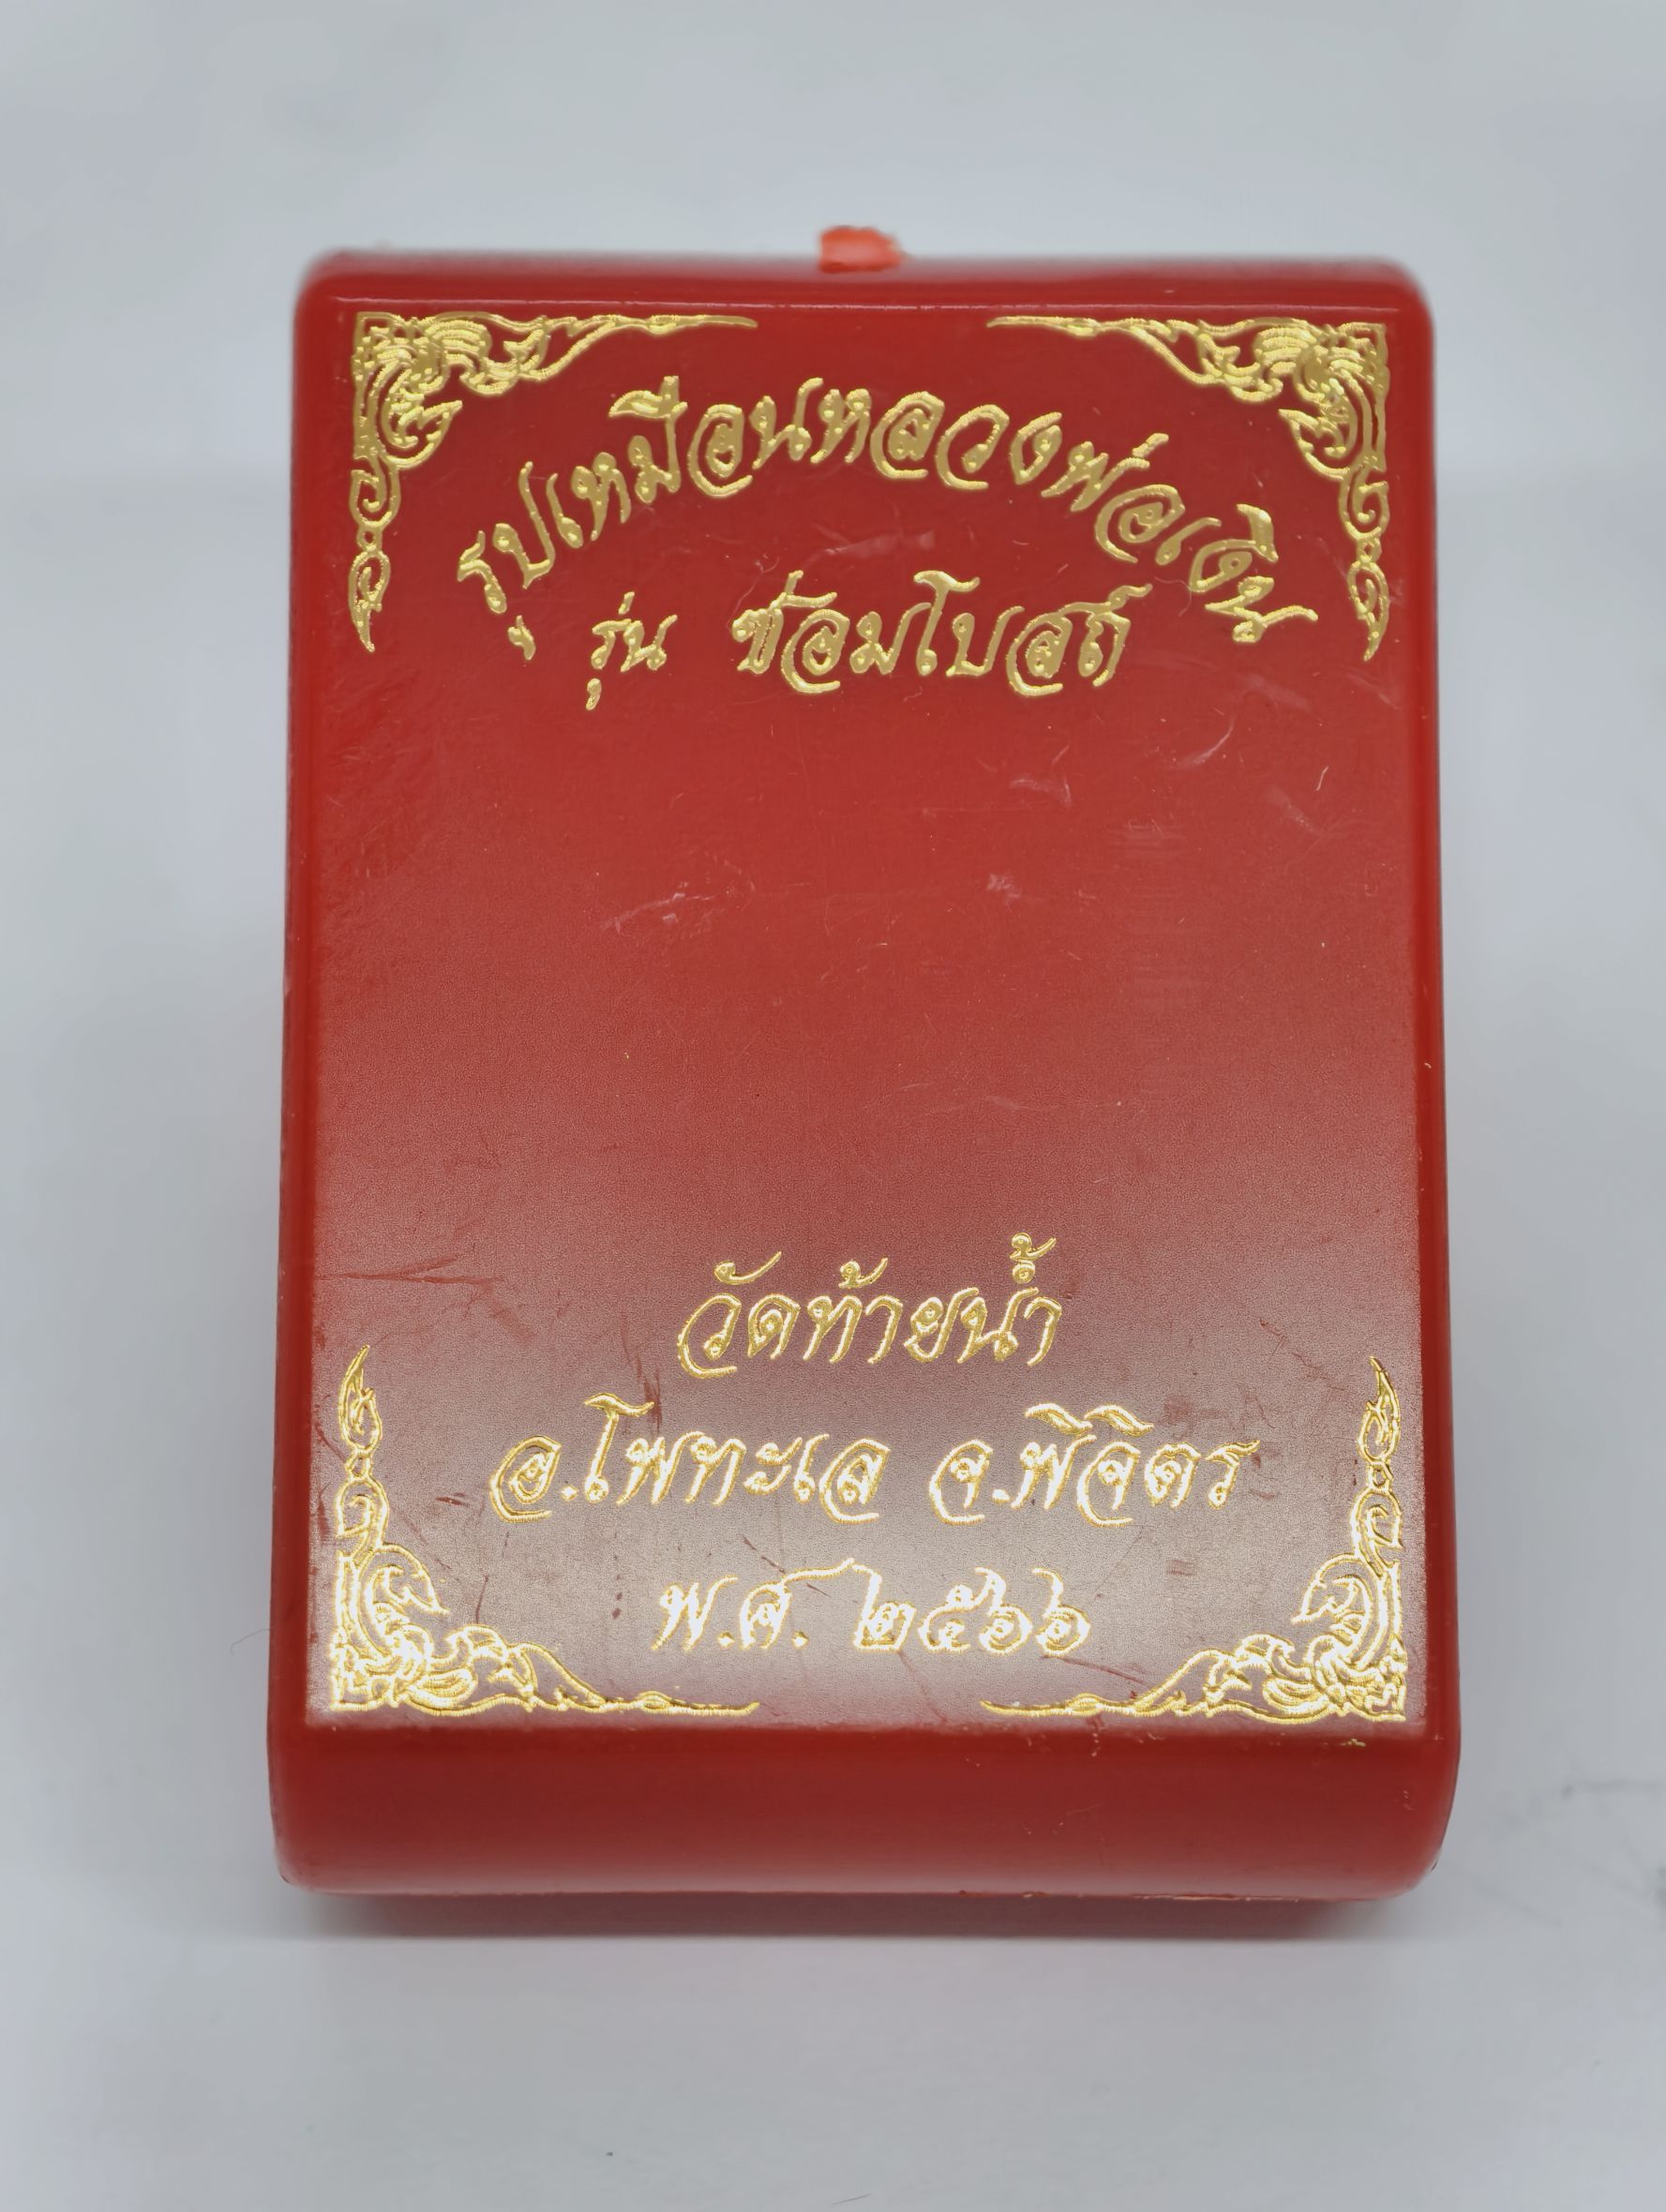 รูปเหมือนหลวงพ่อเงิน
รุ่น ซ่อมโบสถ์
วัดท้ายน้ำ
อ.โพทะเล จ.พิจิตร
พ.ศ. ๒๕๖๖